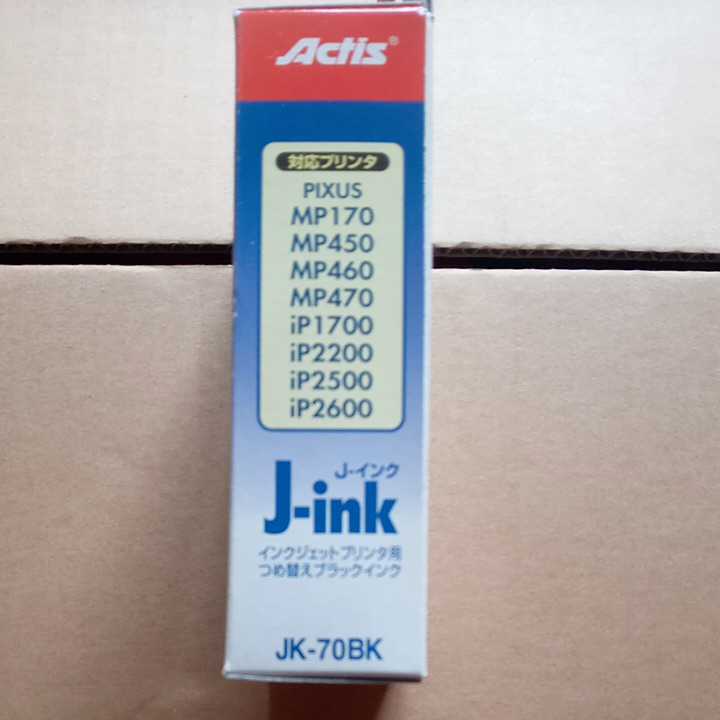 Actis®
対応プリンタ
PIXUS
MP170
MP450
MP460
MP470
iP1700
iP2200
iP2500
iP2600
J-インク
J-ink
インクジェットプリンタ用
つめ替えブラックインク
JK-70BK